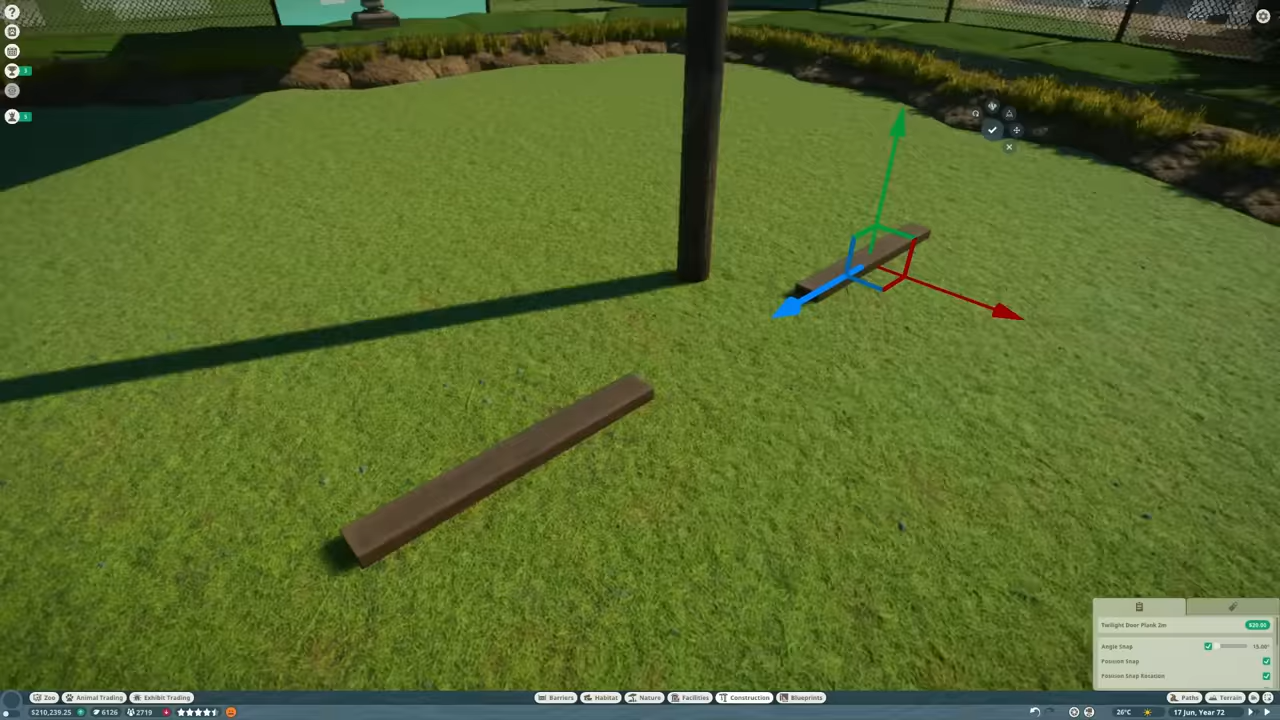 ?
3
3
Twilight Door Plank 2m
$20.00
Angle Snap
15.00°
Position Snap
Position Snap Rotation
Zoo
Animal Trading
Exhibit Trading
Barriers
Habitat
Nature
Facilities
Construction
Blueprints
Paths
Terrain
$210,239.25
6126
2719
26°C
17 Jun, Year 72